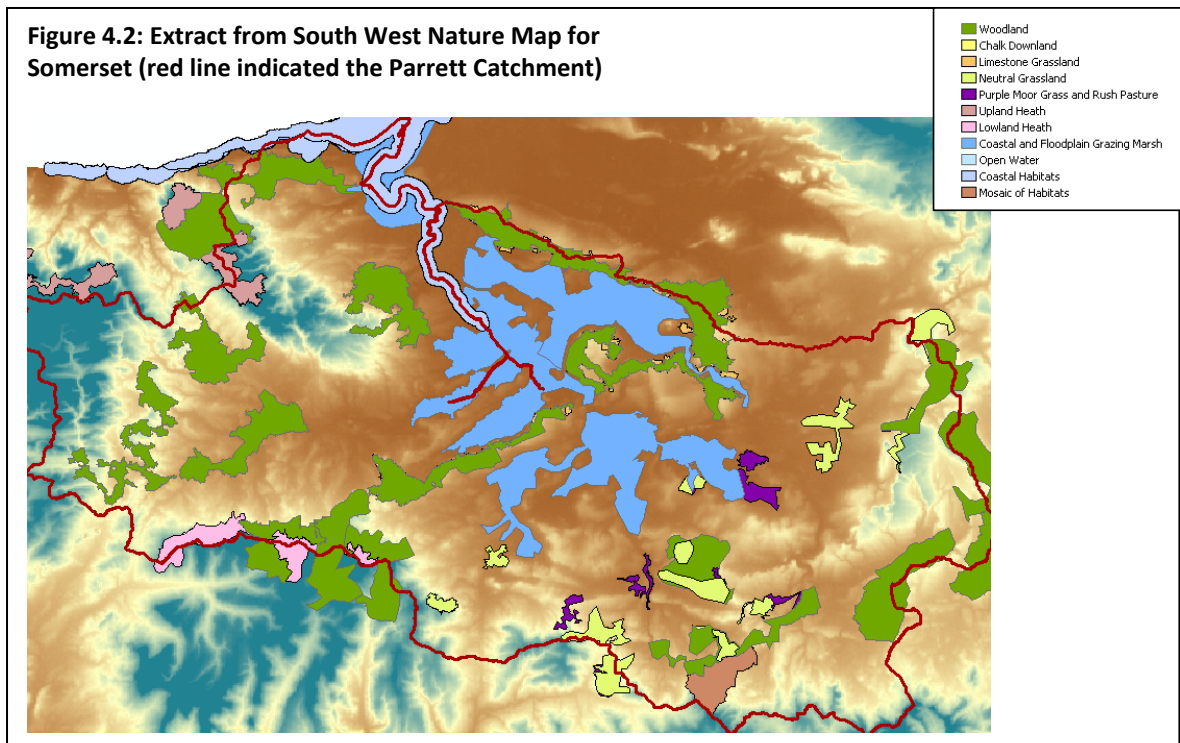 Figure 4.2: Extract from South West Nature Map for
Somerset (red line indicated the Parrett Catchment)
Woodland
Chalk Downland
Limestone Grassland
Neutral Grassland
Purple Moor Grass and Rush Pasture
Upland Heath
Lowland Heath
Coastal and Floodplain Grazing Marsh
Open Water
Coastal Habitats
Mosaic of Habitats